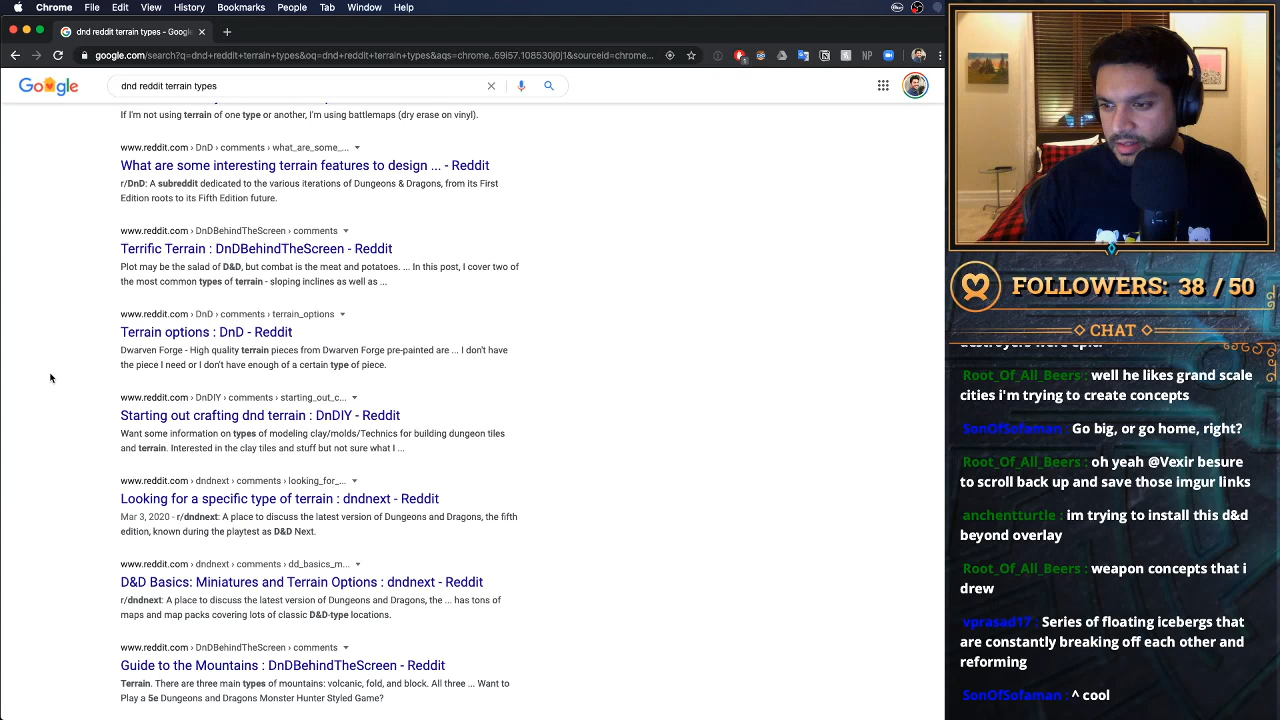 Chrome File Edit View History Bookmarks People Tab Window Help
dnd reddit terrain types - Google
google.com/search?q=dnd+reddit+terrain+types&oq=dnd&reddit+terrain+types&aqs=chrome..69i57.108530j0j1&sourceid=chrome...
NP
Google
dnd reddit terrain types
If I'm not using terrain of one type or another, I'm using battlemaps (dry erase on vinyl).
www.reddit.com › DnD › comments › what_are_some_...
What are some interesting terrain features to design ... - Reddit
r/DnD: A subreddit dedicated to the various iterations of Dungeons & Dragons, from its First
Edition roots to its Fifth Edition future.
www.reddit.com › DnDBehindTheScreen › comments
Terrific Terrain : DnDBehindTheScreen - Reddit
Plot may be the salad of D&D, but combat is the meat and potatoes. ... In this post, I cover two of
the most common types of terrain - sloping inclines as well as ...
www.reddit.com › DnD › comments › terrain_options
Terrain options : DnD - Reddit
Dwarven Forge - High quality terrain pieces from Dwarven Forge pre-painted are ... I don't have
the piece I need or I don't have enough of a certain type of piece.
www.reddit.com › DnDIY › comments › starting_out_c...
Starting out crafting dnd terrain : DnDIY - Reddit
Want some information on types of modeling clay/molds/Technics for building dungeon tiles
and terrain. Interested in the clay tiles and stuff but not sure what I ...
www.reddit.com › dndnext › comments › looking_for_...
Looking for a specific type of terrain : dndnext - Reddit
Mar 3, 2020 - r/dndnext: A place to discuss the latest version of Dungeons and Dragons, the fifth
edition, known during the playtest as D&D Next.
www.reddit.com › dndnext › comments › dd_basics_m...
D&D Basics: Miniatures and Terrain Options : dndnext - Reddit
r/dndnext: A place to discuss the latest version of Dungeons and Dragons, the ... has tons of
maps and map packs covering lots of classic D&D-type locations.
www.reddit.com › DnDBehindTheScreen › comments
Guide to the Mountains : DnDBehindTheScreen - Reddit
Terrain. There are three main types of mountains: volcanic, fold, and block. All three ... Want to
Play a 5e Dungeons and Dragons Monster Hunter Styled Game?
FOLLOWERS: 38 / 50
CHAT
destroyers were epic.
Root_Of_All_Beers : well he likes grand scale
cities i'm trying to create concepts
SonOfSofaman : Go big, or go home, right?
Root_Of_All_Beers : oh yeah @Vexir besure
to scroll back up and save those imgur links
anchentturtle : im trying to install this d&d
beyond overlay
Root_Of_All_Beers : weapon concepts that i
drew
vprasad17 : Series of floating icebergs that
are constantly breaking off each other and
reforming
SonOfSofaman : ^ cool